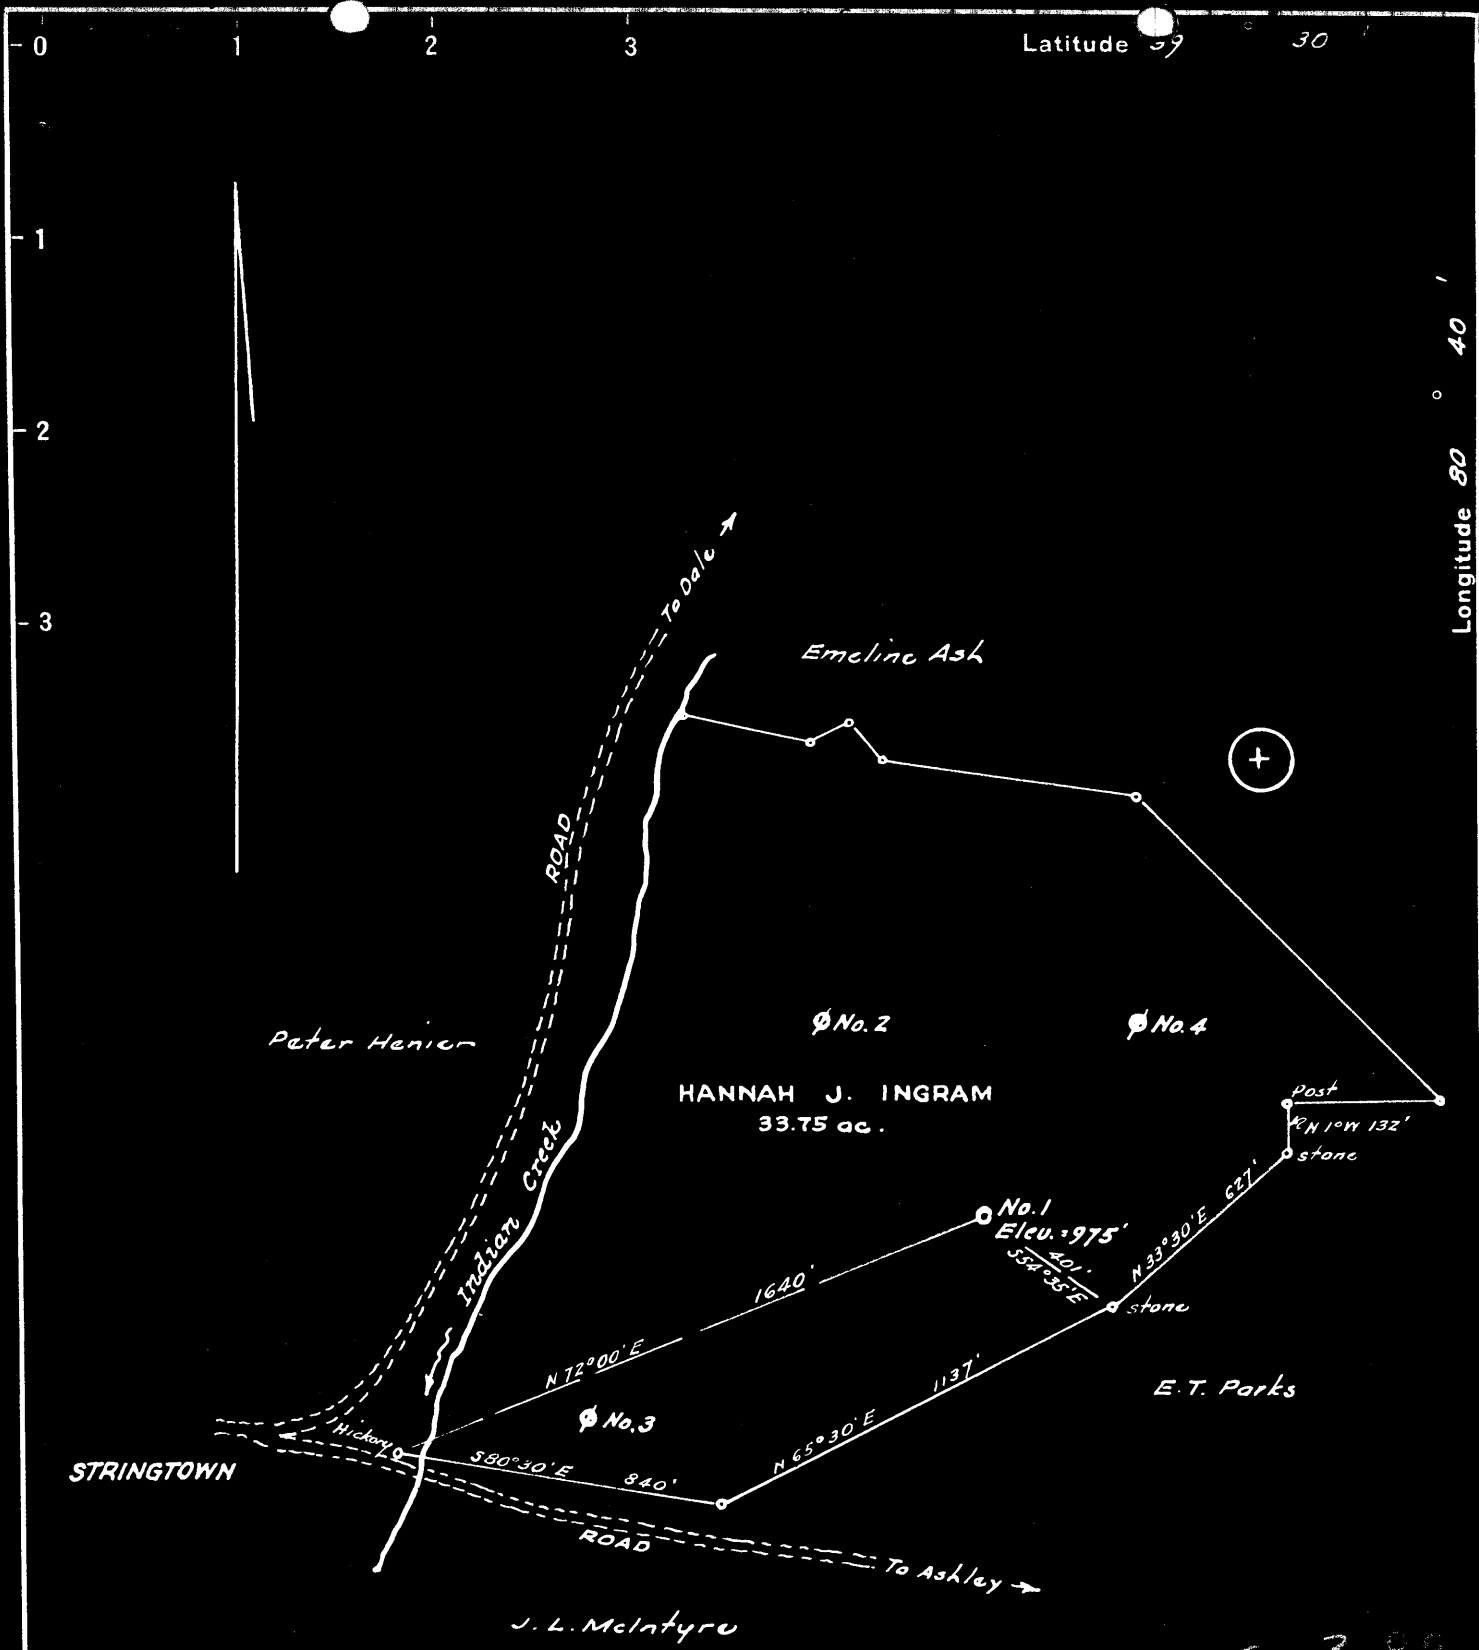 0 1 2 3 Latitude 39 ° 30 '
1
2
3
Longitude 80 ° 40 '
To Dale
Emeline Ash
+
ROAD
Peter Henier
No. 2
No. 4
HANNAH J. INGRAM
33.75 ac.
Post
N 1° W 132'
stone
Indian Creek
No. 1
Elev. = 975'
401'
S54°35'E
N 33°30'E 627'
stone
1640'
N 72°00'E
1137'
N 65°30'E
E.T. Parks
No. 3
Hickory
S80°30'E 840'
STRINGTOWN
ROAD
To Ashley
J. L. McIntyre